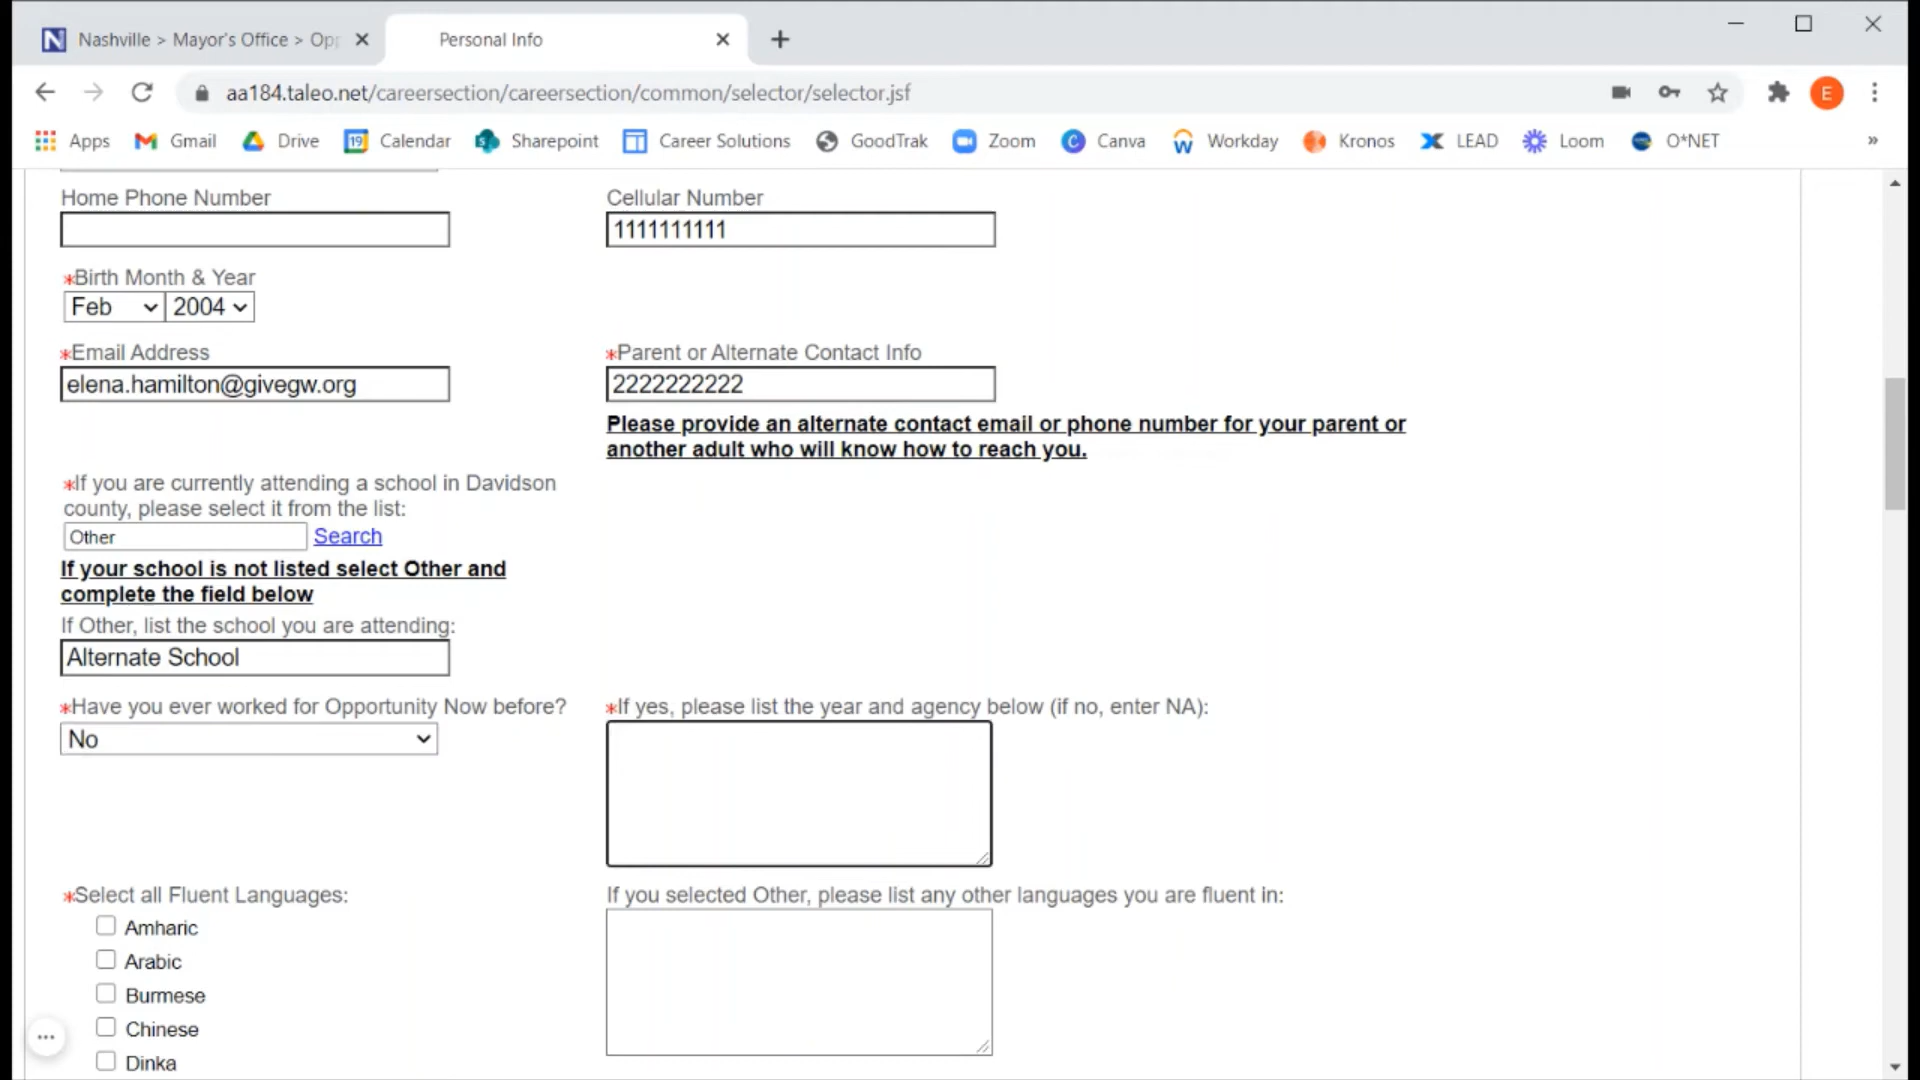 Nashville > Mayor's Office > Opp
Personal Info
aa184.taleo.net/careersection/careersection/common/selector/selector.jsf
E
Apps
Gmail
Drive
19
Calendar
Sharepoint
Career Solutions
GoodTrak
Zoom
Canva
Workday
Kronos
LEAD
Loom
O*NET
»
Home Phone Number
Cellular Number
1111111111
*Birth Month & Year
Feb
2004
*Email Address
*Parent or Alternate Contact Info
elena.hamilton@givegw.org
2222222222
Please provide an alternate contact email or phone number for your parent or
another adult who will know how to reach you.
*If you are currently attending a school in Davidson
county, please select it from the list:
Other
Search
If your school is not listed select Other and
complete the field below
If Other, list the school you are attending:
Alternate School
*Have you ever worked for Opportunity Now before?
*If yes, please list the year and agency below (if no, enter NA):
No
*Select all Fluent Languages:
If you selected Other, please list any other languages you are fluent in:
Amharic
Arabic
Burmese
Chinese
Dinka